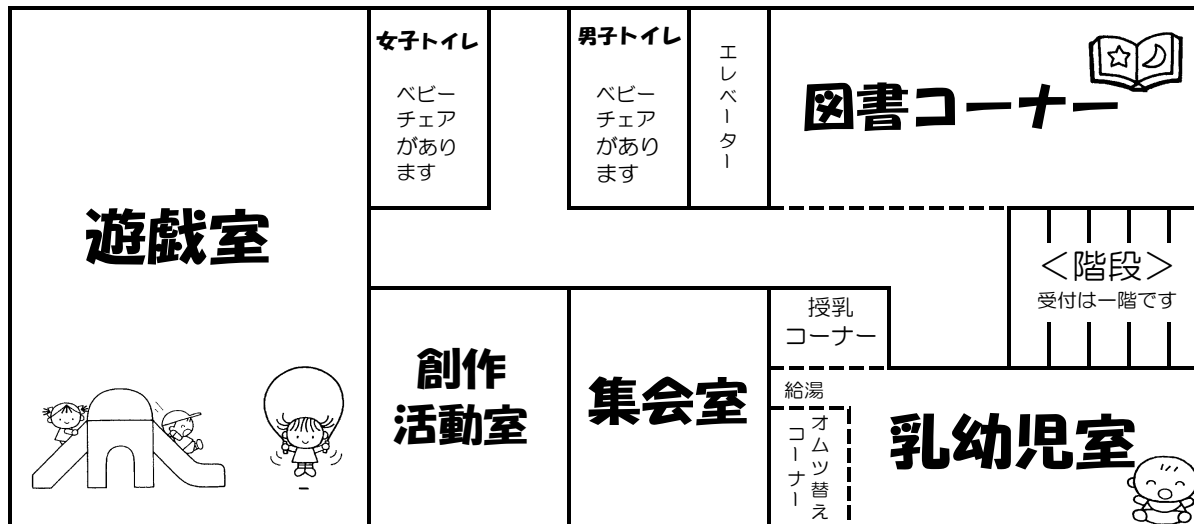 女子トイレ
ベビー
チェア
があり
ます
男子トイレ
ベビー
チェア
があり
ます
エレベーター
図書コーナー
遊戯室
＜階段＞
受付は一階です
授乳
コーナー
創作
活動室
集会室
給湯
オムツ替え
コーナー
乳幼児室